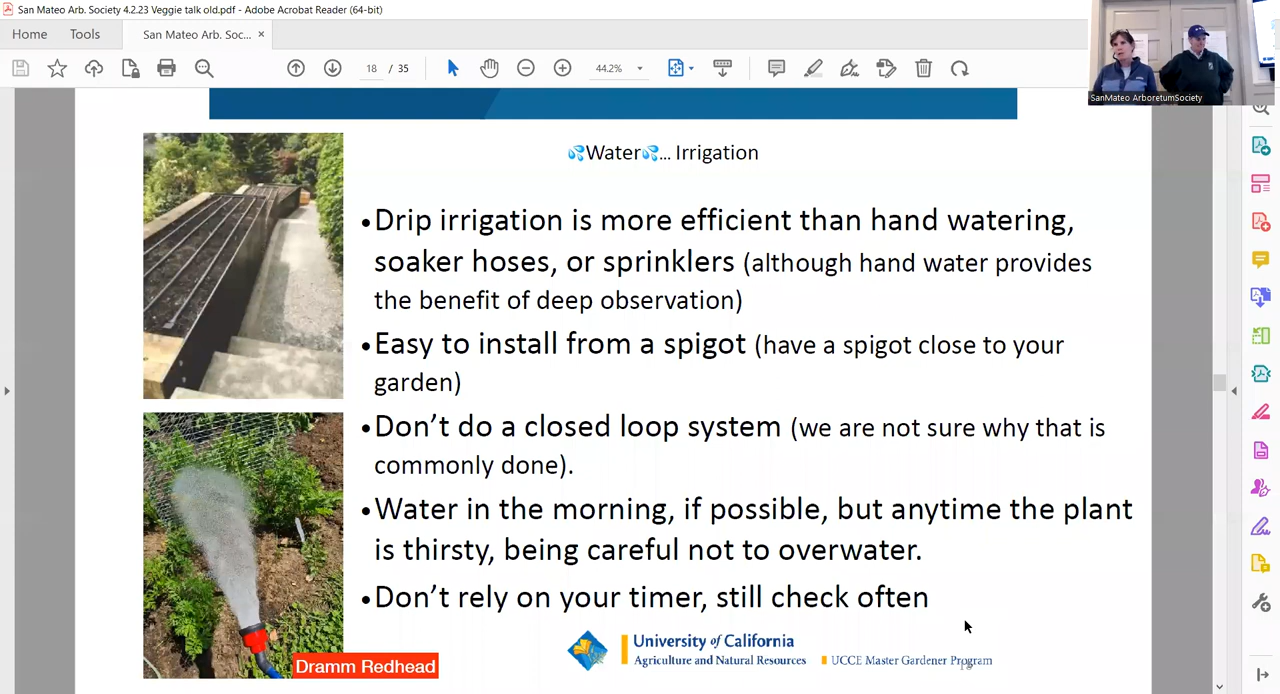 San Mateo Arb. Society 4.2.23 Veggie talk old.pdf - Adobe Acrobat Reader (64-bit)
Home Tools San Mateo Arb. Soc... ×
18 / 35 44.2%
SanMateo ArboretumSociety
💦Water💦... Irrigation
•Drip irrigation is more efficient than hand watering,
soaker hoses, or sprinklers (although hand water provides
the benefit of deep observation)
•Easy to install from a spigot (have a spigot close to your
garden)
•Don’t do a closed loop system (we are not sure why that is
commonly done).
•Water in the morning, if possible, but anytime the plant
is thirsty, being careful not to overwater.
•Don’t rely on your timer, still check often
Dramm Redhead
University of California
Agriculture and Natural Resources
UCCE Master Gardener Program